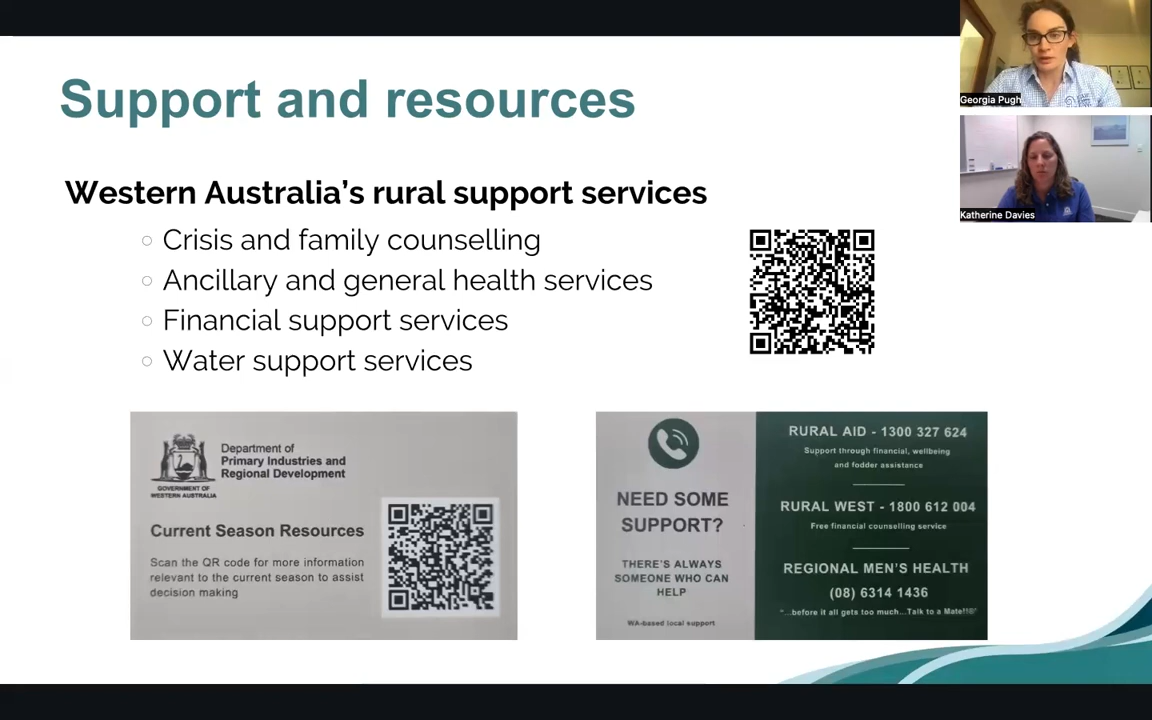 Support and resources
Georgia Pugh
Katherine Davies
Western Australia’s rural support services
Crisis and family counselling
Ancillary and general health services
Financial support services
Water support services
Department of
Primary Industries and
Regional Development
GOVERNMENT OF
WESTERN AUSTRALIA
Current Season Resources
Scan the QR code for more information
relevant to the current season to assist
decision making
NEED SOME
SUPPORT?
THERE'S ALWAYS
SOMEONE WHO CAN
HELP
WA-based local support
RURAL AID - 1300 327 624
Support through financial, wellbeing
and fodder assistance
RURAL WEST - 1800 612 004
Free financial counselling service
REGIONAL MEN'S HEALTH
(08) 6314 1436
"...before it all gets too much...Talk to a Mate!!®"